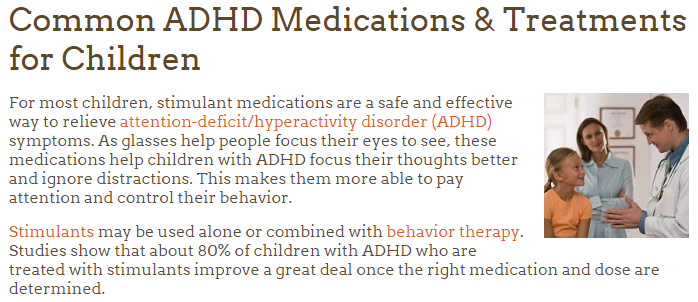 Common ADHD Medications & Treatments
for Children
For most children, stimulant medications are a safe and effective
way to relieve attention-deficit/hyperactivity disorder (ADHD)
symptoms. As glasses help people focus their eyes to see, these
medications help children with ADHD focus their thoughts better
and ignore distractions. This makes them more able to pay
attention and control their behavior.
Stimulants may be used alone or combined with behavior therapy.
Studies show that about 80% of children with ADHD who are
treated with stimulants improve a great deal once the right medication and dose are
determined.